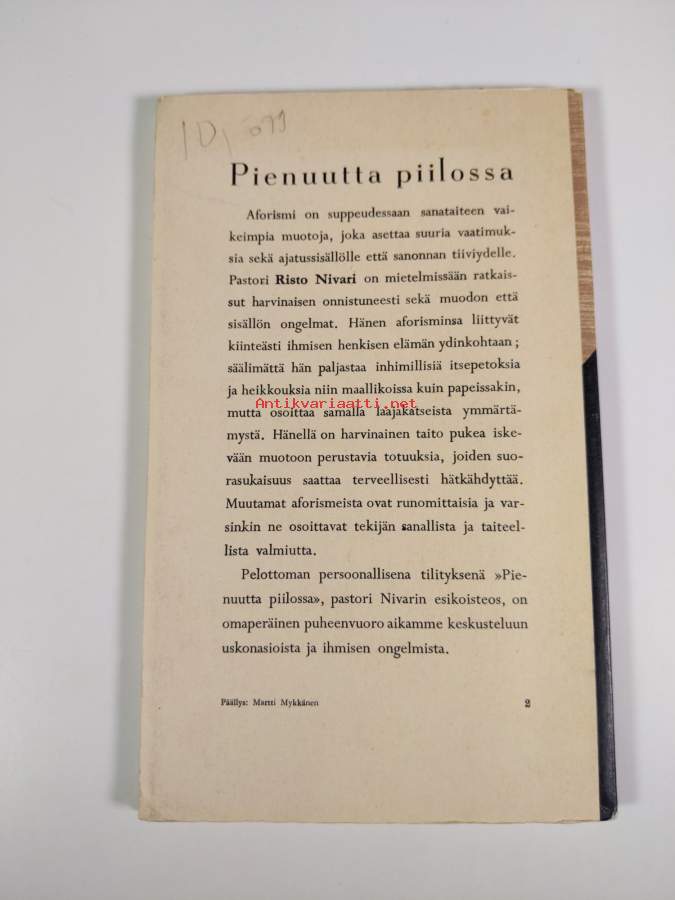 Pienuutta piilossa
Aforismi on suppeudessaan sanataiteen vai-
keimpia muotoja, joka asettaa suuria vaatimuk-
sia sekä ajatussisällölle että sanonnan tiiviydelle.
Pastori Risto Nivari on mietelmissään ratkais-
sut harvinaisen onnistuneesti sekä muodon että
sisällön ongelmat. Hänen aforisminsa liittyvät
kiinteästi ihmisen henkisen elämän ydinkohtaan;
säälimättä hän paljastaa inhimillisiä itsepetoksia
ja heikkouksia niin maallikoissa kuin papeissakin,
Antikvariaatti.net
mutta osoittaa samalla laajakatseista ymmärtä-
mystä. Hänellä on harvinainen taito pukea iske-
vään muotoon perustavia totuuksia, joiden suo-
rasukaisuus saattaa terveellisesti hätkähdyttää.
Muutamat aforismeista ovat runomittaisia ja var-
sinkin ne osoittavat tekijän sanallista ja taiteel-
lista valmiutta.
Pelottoman persoonallisena tilityksenä »Pie-
nuutta piilossa», pastori Nivarin esikoisteos, on
omaperäinen puheenvuoro aikamme keskusteluun
uskonasioista ja ihmisen ongelmista.
Päällys: Martti Mykkänen 2